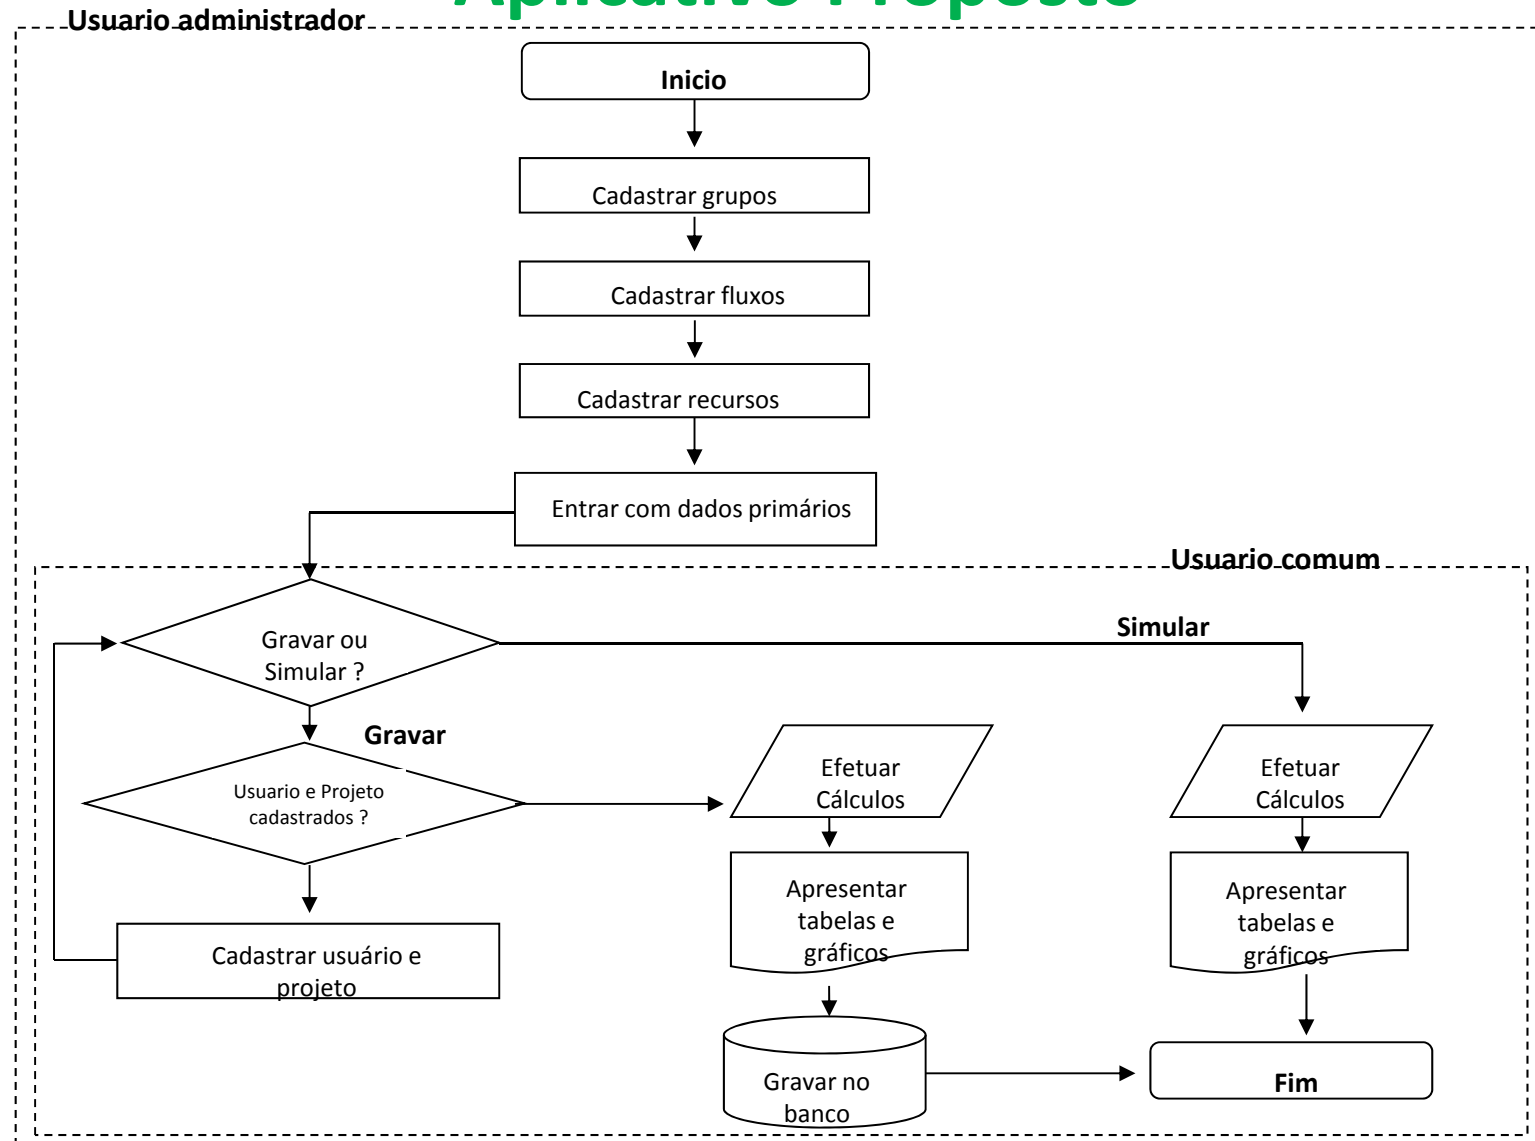 Aplicativo Proposto
Usuario administrador
Inicio
Cadastrar grupos
Cadastrar fluxos
Cadastrar recursos
Entrar com dados primários
Usuario comum
Gravar ou
Simular ?
Simular
Gravar
Usuario e Projeto
cadastrados ?
Efetuar
Cálculos
Efetuar
Cálculos
Apresentar
tabelas e
gráficos
Apresentar
tabelas e
gráficos
Cadastrar usuário e
projeto
Gravar no
banco
Fim